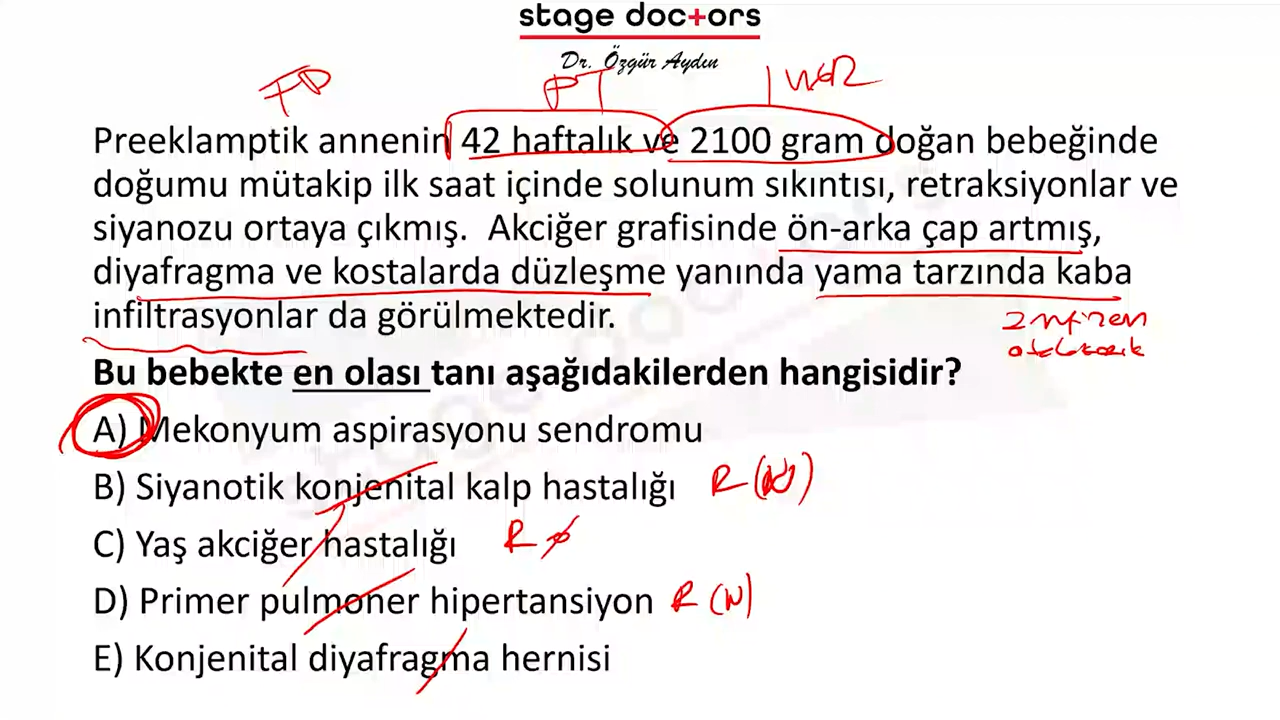 stage doctors
Dr. Özgür Aydın
PT
Preeklamptik annenin 42 haftalık ve 2100 gram doğan bebeğinde
doğumu mütakip ilk saat içinde solunum sıkıntısı, retraksiyonlar ve
siyanozu ortaya çıkmış. Akciğer grafisinde ön-arka çap artmış,
diyafragma ve kostalarda düzleşme yanında yama tarzında kaba
infiltrasyonlar da görülmektedir.
Bu bebekte en olası tanı aşağıdakilerden hangisidir?
A) Mekonyum aspirasyonu sendromu
B) Siyanotik konjenital kalp hastalığı R (N)
C) Yaş akciğer hastalığı R
D) Primer pulmoner hipertansiyon R (N)
E) Konjenital diyafragma hernisi